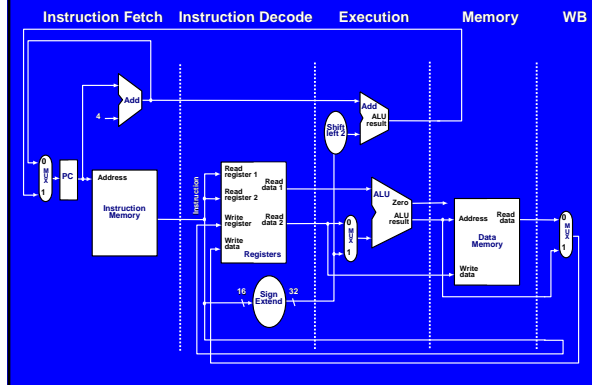 Instruction Fetch
Instruction Decode
Execution
Memory
WB
Add
4
Add
ALU
result
Shift
left 2
0
MUX
1
PC
Address
Instruction
Memory
Instruction
Read
register 1
Read
register 2
Write
register
Write
data
Read
data 1
Read
data 2
Registers
ALU
Zero
ALU
result
0
MUX
1
Address
Read
data
Data
Memory
Write
data
0
MUX
1
16
Sign
Extend
32